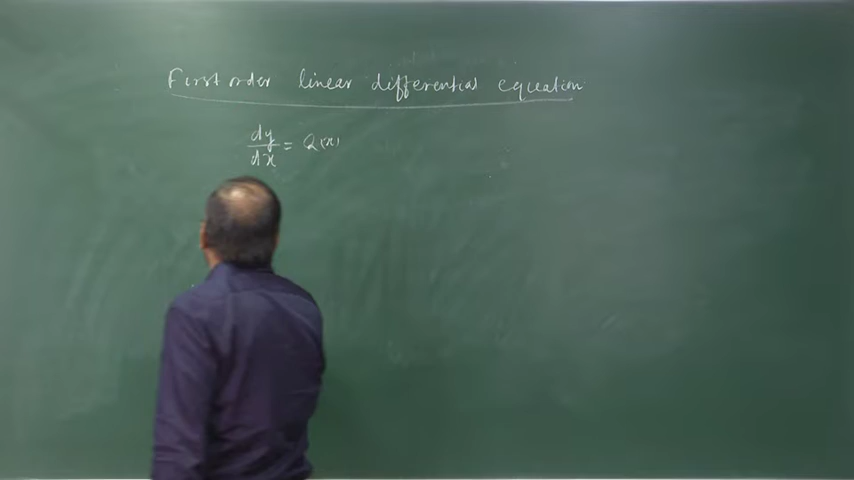 First order linear differential equation
dy/dx = Q(x)